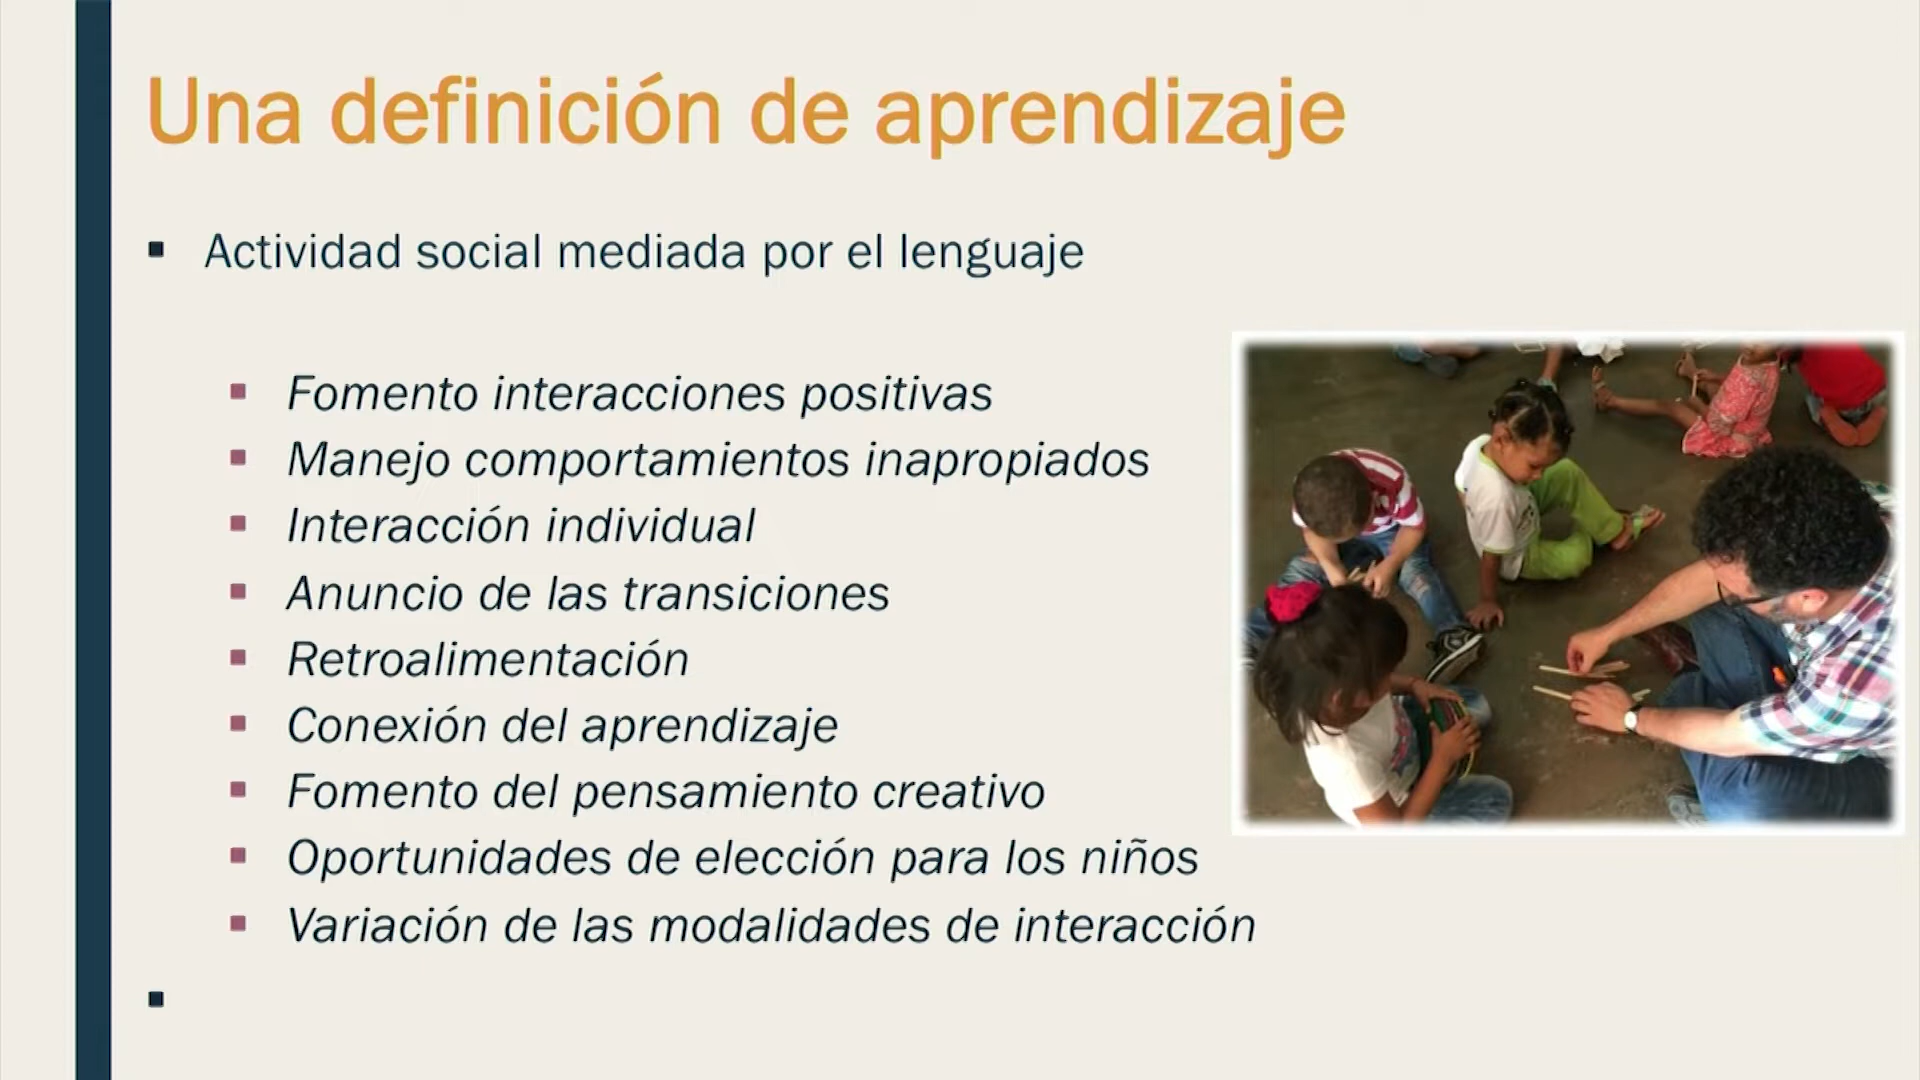 Una definición de aprendizaje
Actividad social mediada por el lenguaje
Fomento interacciones positivas
Manejo comportamientos inapropiados
Interacción individual
Anuncio de las transiciones
Retroalimentación
Conexión del aprendizaje
Fomento del pensamiento creativo
Oportunidades de elección para los niños
Variación de las modalidades de interacción